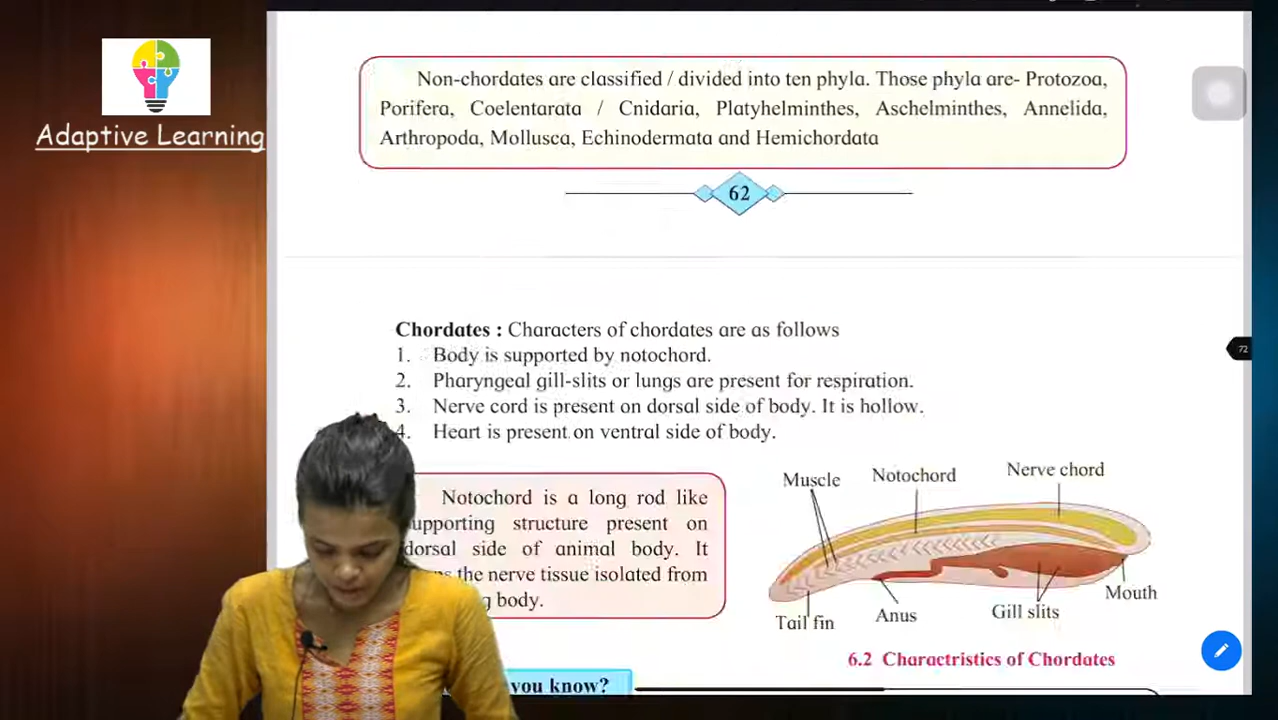 Adaptive Learning
Non-chordates are classified / divided into ten phyla. Those phyla are- Protozoa,
Porifera, Coelentarata / Cnidaria, Platyhelminthes, Aschelminthes, Annelida,
Arthropoda, Mollusca, Echinodermata and Hemichordata
62
Chordates : Characters of chordates are as follows
1. Body is supported by notochord.
2. Pharyngeal gill-slits or lungs are present for respiration.
3. Nerve cord is present on dorsal side of body. It is hollow.
4. Heart is present on ventral side of body.
Notochord is a long rod like
supporting structure present on
dorsal side of animal body. It
the nerve tissue isolated from
body.
Muscle
Notochord
Nerve chord
Mouth
Gill slits
Anus
Tail fin
6.2 Charactristics of Chordates
you know?
72